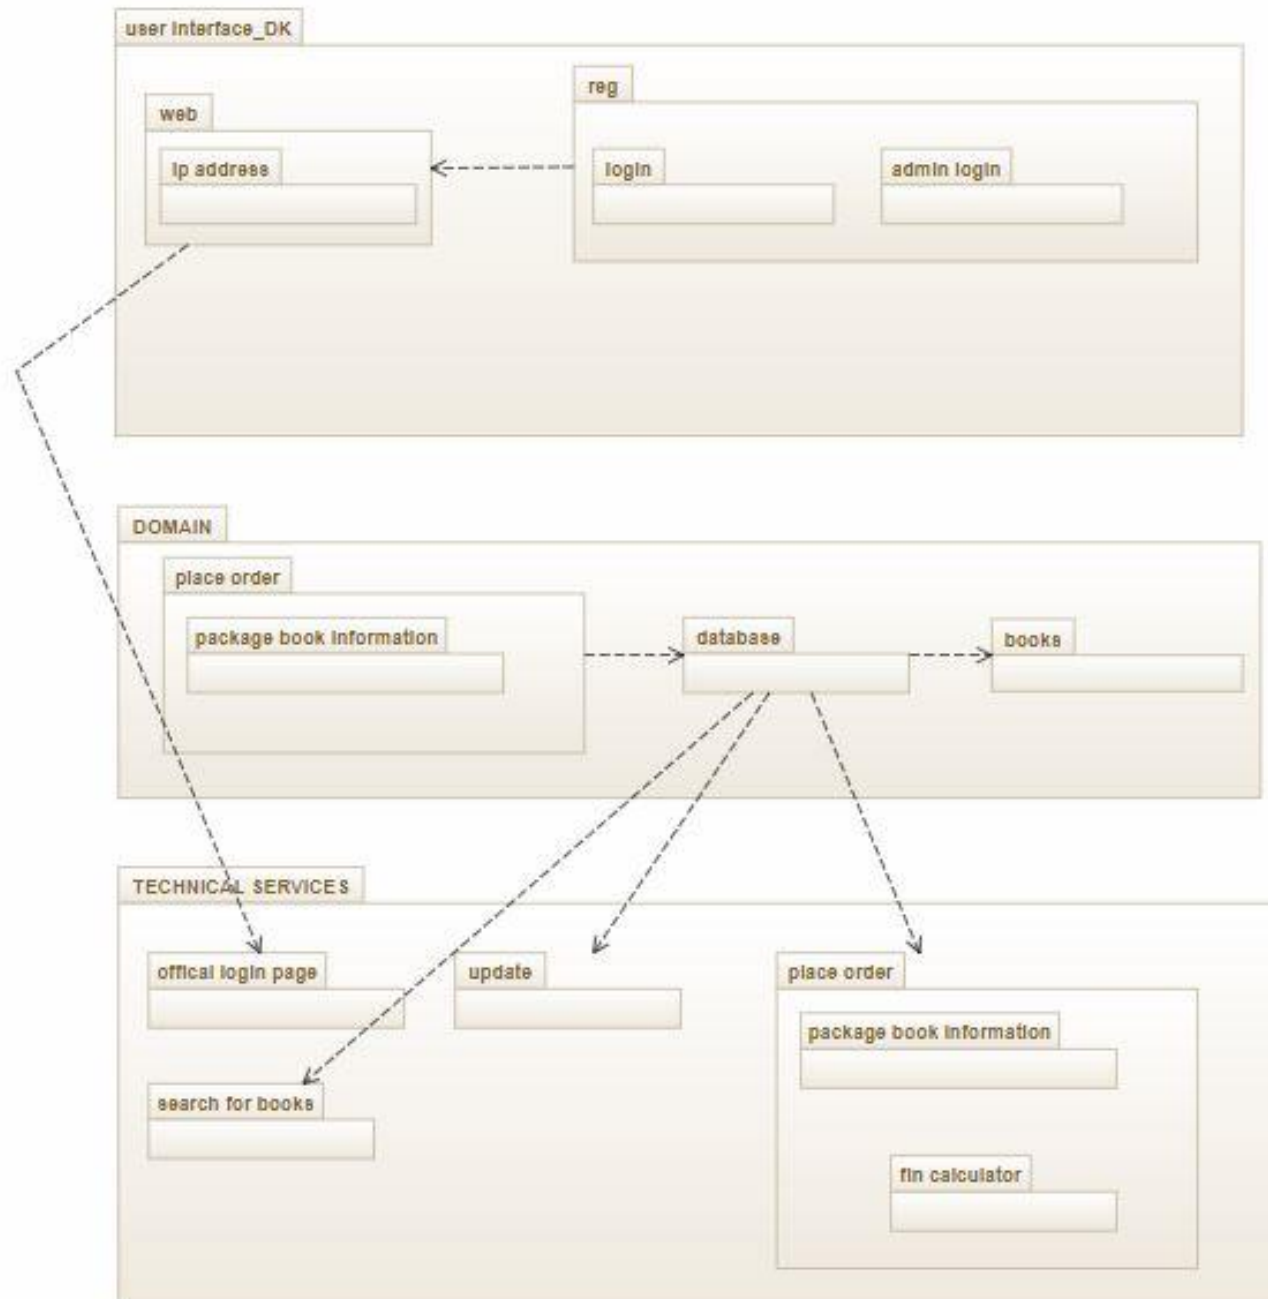 user interface_DK
reg
web
ip address
login
admin login
DOMAIN
place order
package book information
database
books
TECHNICAL SERVICES
offical login page
update
place order
package book information
search for books
fin calculator